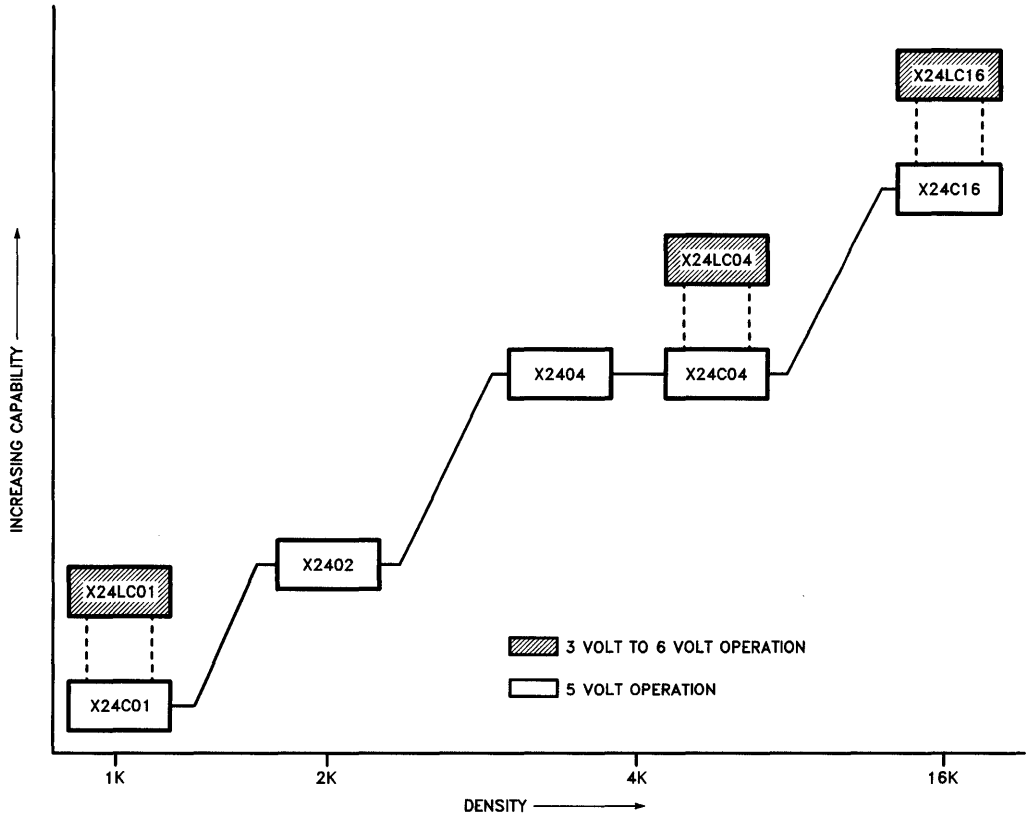 X24LC16
X24C16
X24LC04
X2404
X24C04
INCREASING CAPABILITY
X2402
X24LC01
X24C01
3 VOLT TO 6 VOLT OPERATION
5 VOLT OPERATION
1K
2K
4K
16K
DENSITY